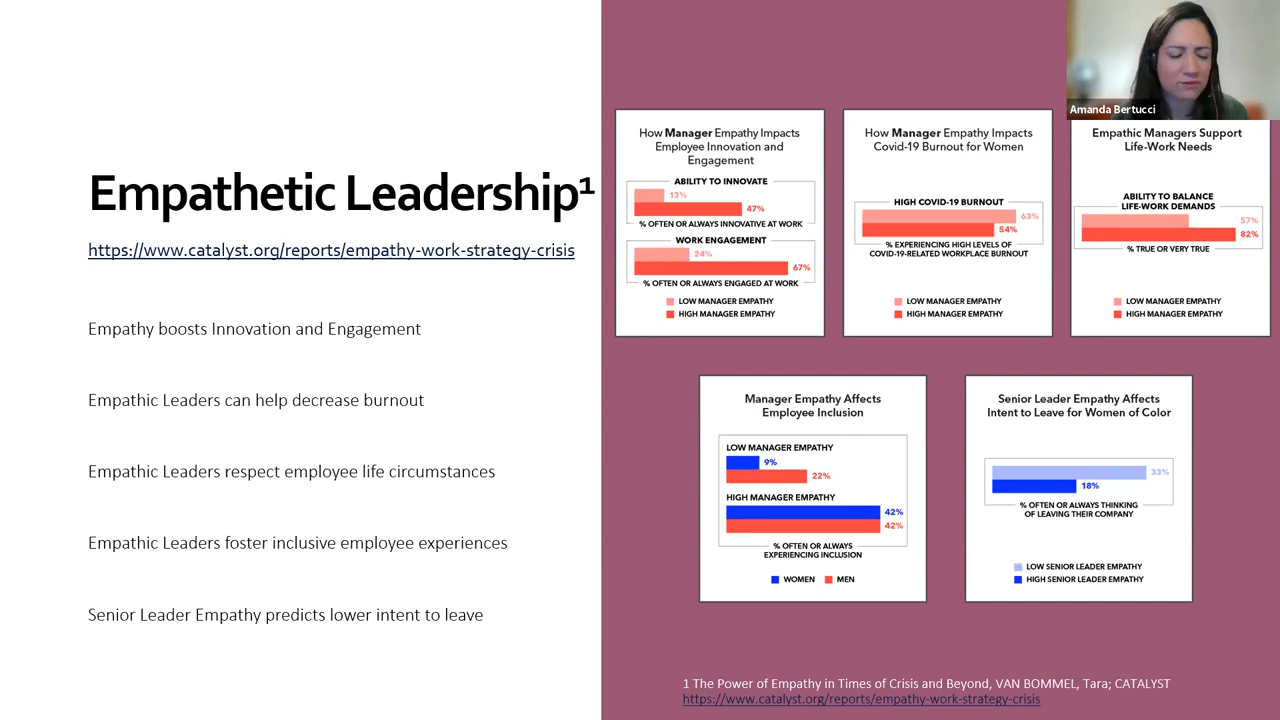 Empathetic Leadership¹
https://www.catalyst.org/reports/empathy-work-strategy-crisis
Empathy boosts Innovation and Engagement
Empathic Leaders can help decrease burnout
Empathic Leaders respect employee life circumstances
Empathic Leaders foster inclusive employee experiences
Senior Leader Empathy predicts lower intent to leave
Amanda Bertucci
How Manager Empathy Impacts
Employee Innovation and
Engagement
ABILITY TO INNOVATE
13%
47%
% OFTEN OR ALWAYS INNOVATIVE AT WORK
WORK ENGAGEMENT
24%
67%
% OFTEN OR ALWAYS ENGAGED AT WORK
LOW MANAGER EMPATHY
HIGH MANAGER EMPATHY
How Manager Empathy Impacts
Covid-19 Burnout for Women
HIGH COVID-19 BURNOUT
63%
54%
% EXPERIENCING HIGH LEVELS OF
COVID-19-RELATED WORKPLACE BURNOUT
LOW MANAGER EMPATHY
HIGH MANAGER EMPATHY
Empathic Managers Support
Life-Work Needs
ABILITY TO BALANCE
LIFE-WORK DEMANDS
57%
82%
% TRUE OR VERY TRUE
LOW MANAGER EMPATHY
HIGH MANAGER EMPATHY
Manager Empathy Affects
Employee Inclusion
LOW MANAGER EMPATHY
9%
22%
HIGH MANAGER EMPATHY
42%
42%
% OFTEN OR ALWAYS
EXPERIENCING INCLUSION
WOMEN MEN
Senior Leader Empathy Affects
Intent to Leave for Women of Color
33%
18%
% OFTEN OR ALWAYS THINKING
OF LEAVING THEIR COMPANY
LOW SENIOR LEADER EMPATHY
HIGH SENIOR LEADER EMPATHY
1 The Power of Empathy in Times of Crisis and Beyond, VAN BOMMEL, Tara; CATALYST
https://www.catalyst.org/reports/empathy-work-strategy-crisis